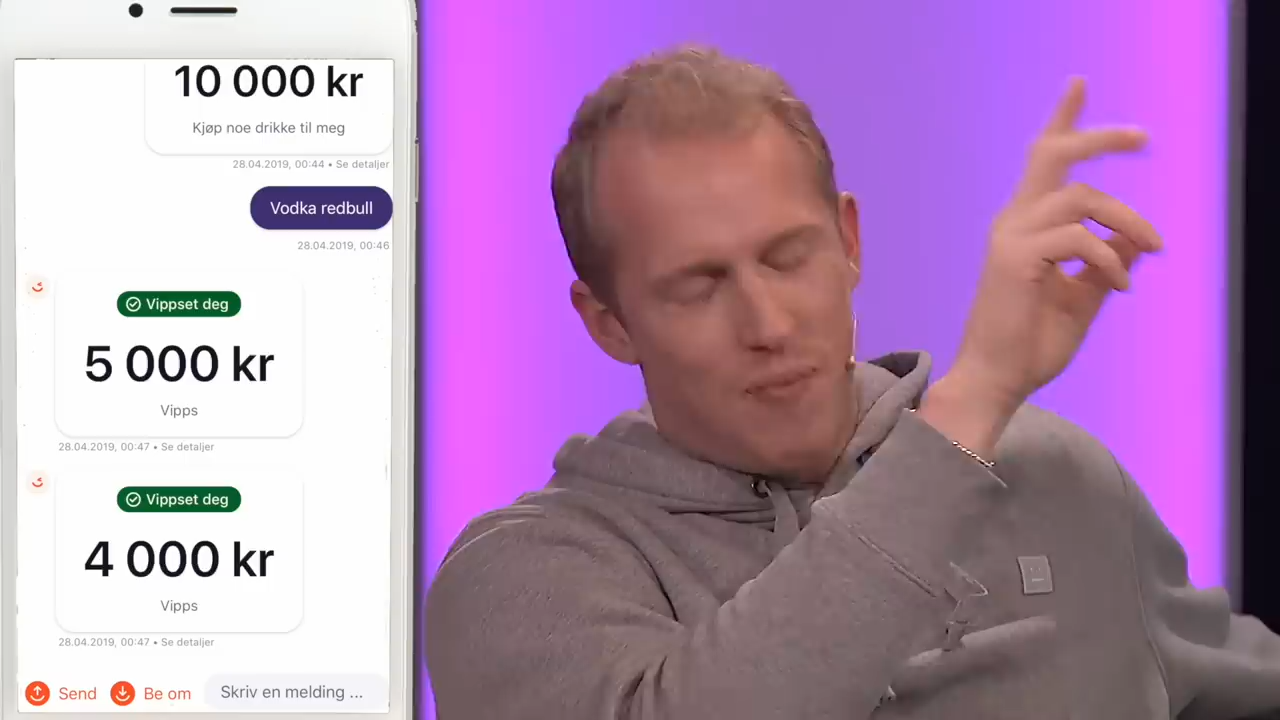 10 000 kr
Kjøp noe drikke til meg
28.04.2019, 00:44 • Se detaljer
Vodka redbull
28.04.2019, 00:46
Vippset deg
5 000 kr
Vipps
28.04.2019, 00:47 • Se detaljer
Vippset deg
4 000 kr
Vipps
28.04.2019, 00:47 • Se detaljer
Send
Be om
Skriv en melding ...